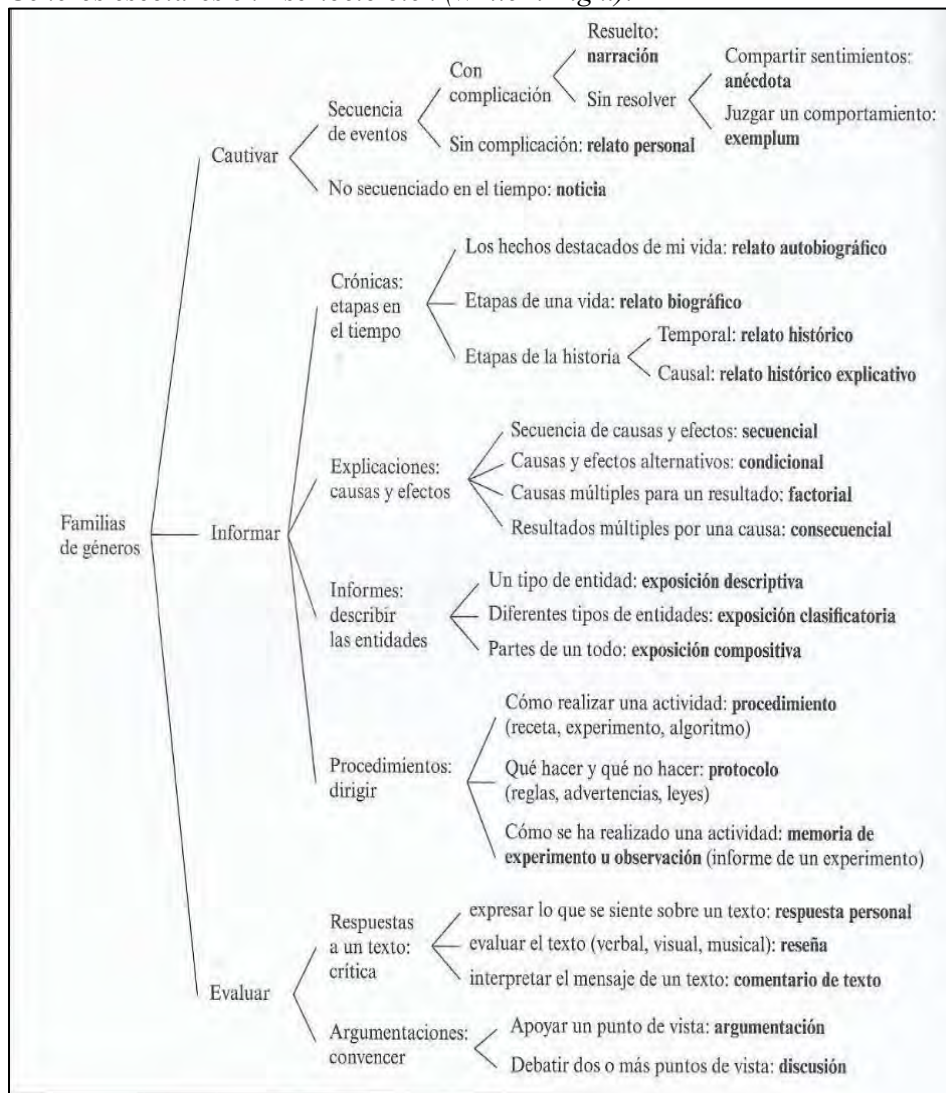 Resuelto:
narración
Con
complicación
Compartir sentimientos:
anécdota
Sin resolver
Juzgar un comportamiento:
exemplum
Secuencia
de eventos
Sin complicación: relato personal
Cautivar
No secuenciado en el tiempo: noticia
Los hechos destacados de mi vida: relato autobiográfico
Crónicas:
etapas en
el tiempo
Etapas de una vida: relato biográfico
Temporal: relato histórico
Etapas de la historia
Causal: relato histórico explicativo
Secuencia de causas y efectos: secuencial
Explicaciones:
causas y efectos
Causas y efectos alternativos: condicional
Causas múltiples para un resultado: factorial
Resultados múltiples por una causa: consecuencial
Familias
de géneros
Informar
Un tipo de entidad: exposición descriptiva
Informes:
describir
las entidades
Diferentes tipos de entidades: exposición clasificatoria
Partes de un todo: exposición compositiva
Cómo realizar una actividad: procedimiento
(receta, experimento, algoritmo)
Procedimientos:
dirigir
Qué hacer y qué no hacer: protocolo
(reglas, advertencias, leyes)
Cómo se ha realizado una actividad: memoria de
experimento u observación (informe de un experimento)
Respuestas
a un texto:
crítica
expresar lo que se siente sobre un texto: respuesta personal
evaluar el texto (verbal, visual, musical): reseña
interpretar el mensaje de un texto: comentario de texto
Evaluar
Argumentaciones:
convencer
Apoyar un punto de vista: argumentación
Debatir dos o más puntos de vista: discusión